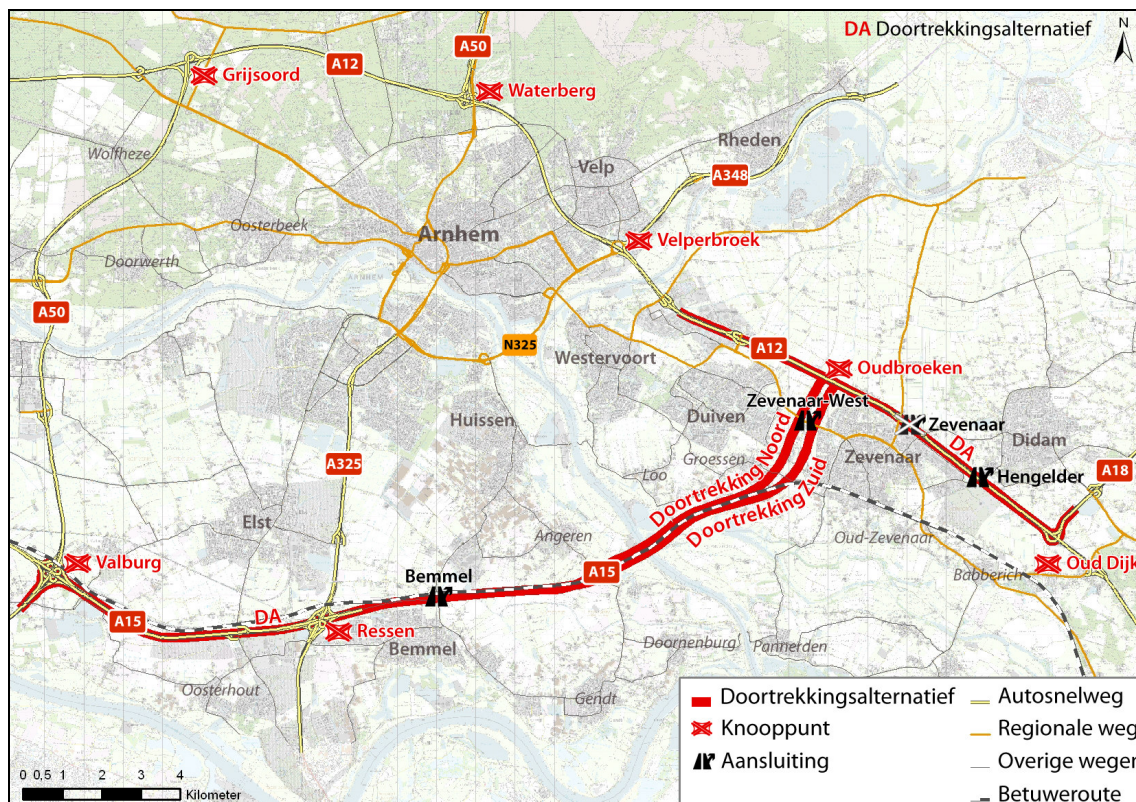 DA Doortrekkingsalternatief
N
A50
Grijsoord
A12
Waterberg
Rheden
Wolfheze
Velp
A348
Oosterbeek
Arnhem
Velperbroek
Doorwerth
ARNHEM
A50
N325
A12
Westervoort
Oudbroeken
Zevenaar-West
Huissen
Duiven
Zevenaar
Didam
DA
Groessen
Zevenaar
A325
Loo
Hengelder
A18
Doortrekking Noord
Doortrekking Zuid
Elst
Angeren
Oud-Zevenaar
Valburg
Bemmel
A15
Babberich
Oud Dijk
A15
DA
Ressen
Bemmel
Doornenburg
Pannerden
Oosterhout
Gendt
Doortrekkingsalternatief
Knooppunt
Aansluiting
Autosnelweg
Regionale weg
Overige wegen
Betuweroute
0 0,5 1 2 3 4
Kilometer